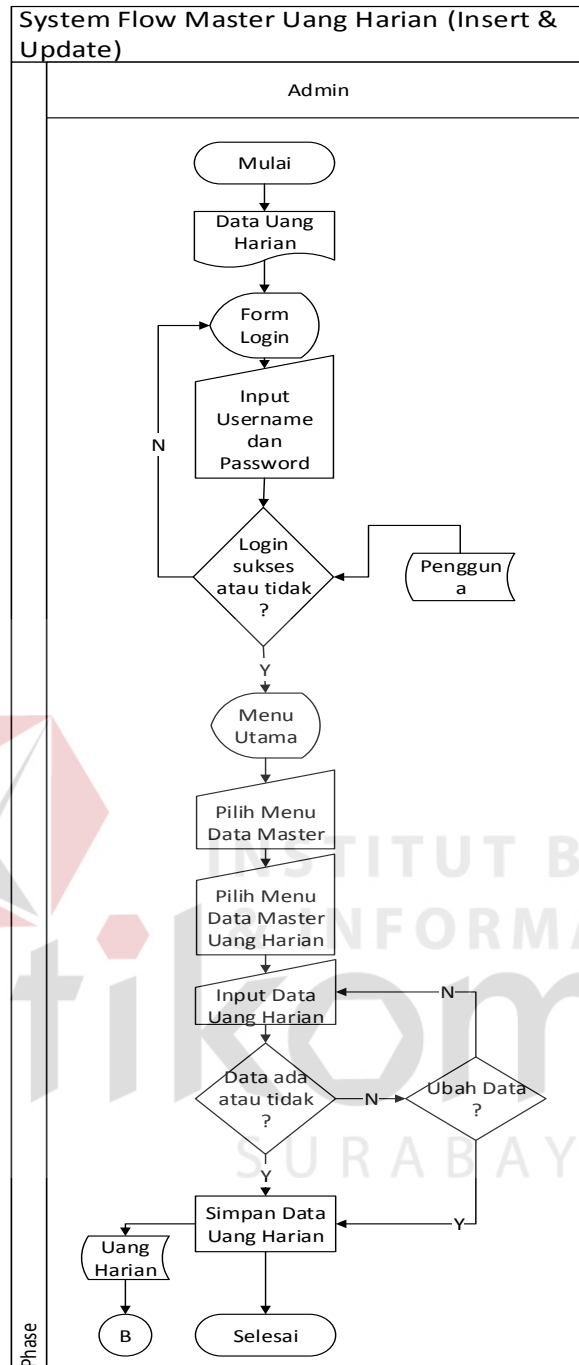 System Flow Master Uang Harian (Insert &
Update)
Admin
Mulai
Data Uang
Harian
Form
Login
Input
Username
dan
Password
N
Login
sukses
atau tidak
?
Penggun
a
Y
Menu
Utama
Pilih Menu
Data Master
INSTITUT B
Pilih Menu
Data Master
Uang Harian
& INFORMA
tikom
Input Data
Uang Harian
N
Data ada
atau tidak
?
N
Ubah Data
?
SURABAY
Y
Y
Simpan Data
Uang Harian
Uang
Harian
B
Selesai
Phase